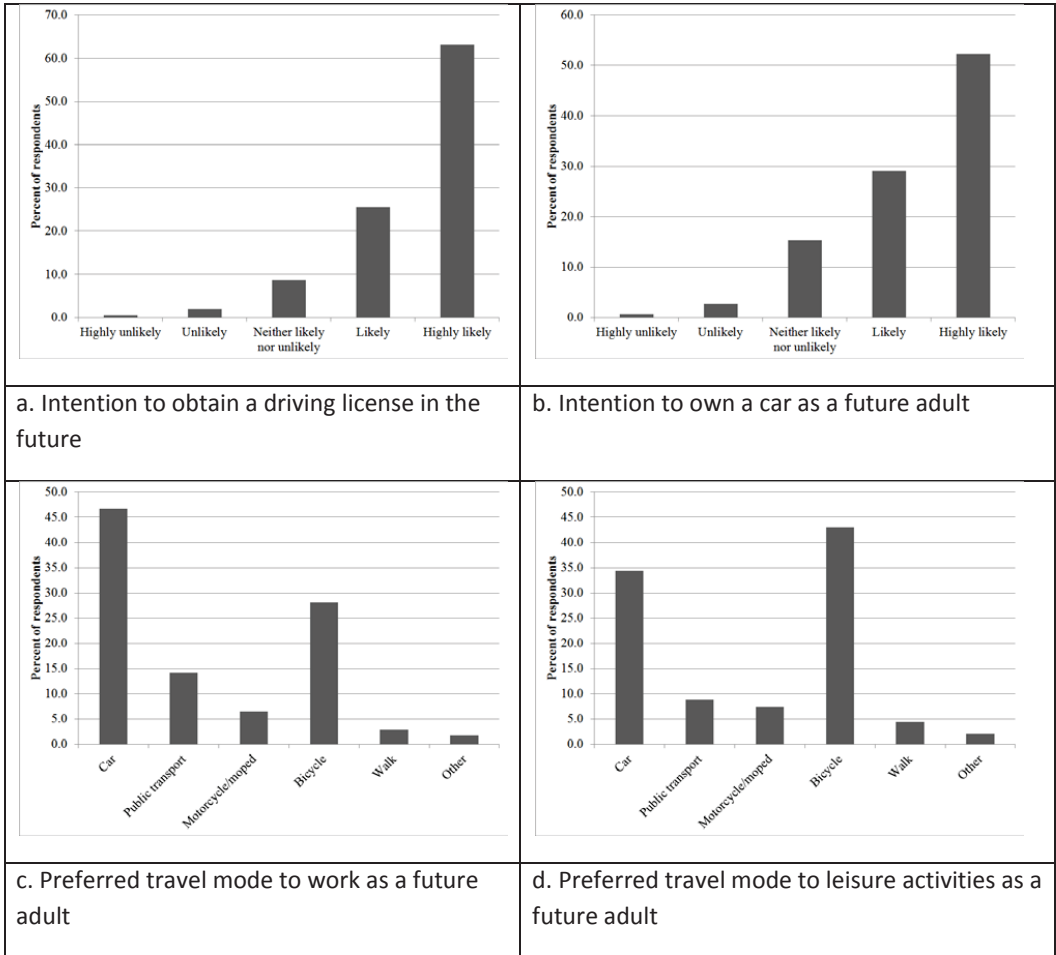 70.0
60.0
50.0
40.0
30.0
20.0
10.0
0.0
Percent of respondents
Highly unlikely Unlikely Neither likely nor unlikely Likely Highly likely
60.0
50.0
40.0
30.0
20.0
10.0
0.0
Percent of respondents
Highly unlikely Unlikely Neither likely nor unlikely Likely Highly likely
a. Intention to obtain a driving license in the
future
b. Intention to own a car as a future adult
50.0
45.0
40.0
35.0
30.0
25.0
20.0
15.0
10.0
5.0
0.0
Percent of respondents
Car
Public transport
Motorcycle/moped
Bicycle
Walk
Other
50.0
45.0
40.0
35.0
30.0
25.0
20.0
15.0
10.0
5.0
0.0
Percent of respondents
Car
Public transport
Motorcycle/moped
Bicycle
Walk
Other
c. Preferred travel mode to work as a future
adult
d. Preferred travel mode to leisure activities as a
future adult